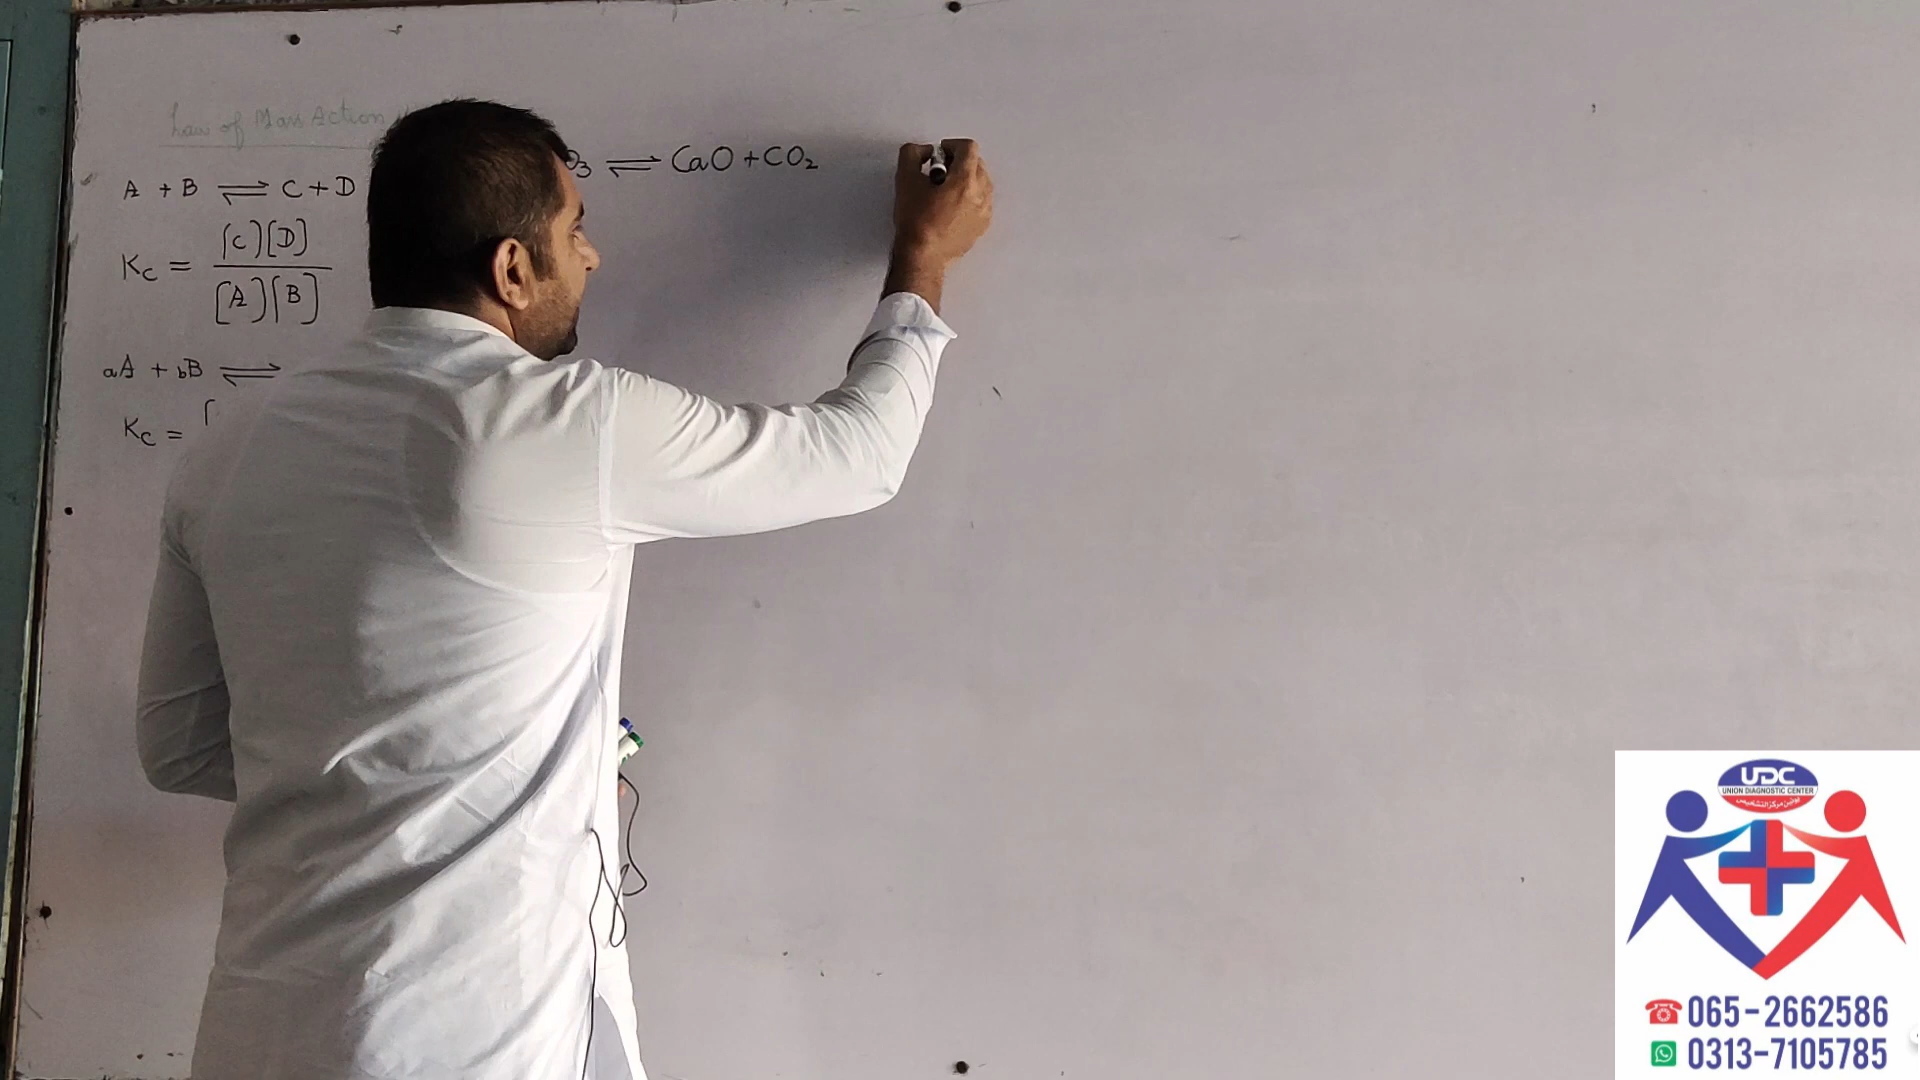 Law of Mass Action
A + B ⇌ C + D
Kc = [C][D] / [A][B]
aA + bB ⇌
Kc = [
O3 ⇌ CaO + CO2
UDC
UNION DIAGNOSTIC CENTER
065-2662586
0313-7105785